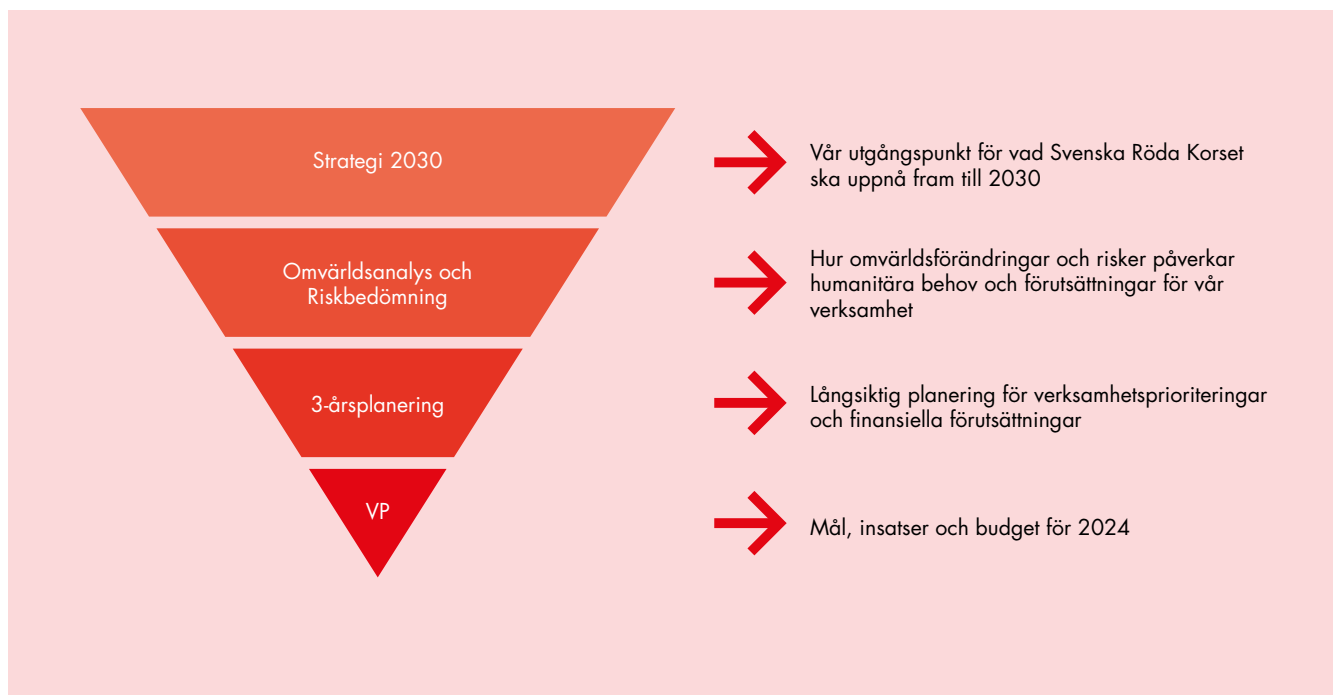 Strategi 2030
Vår utgångspunkt för vad Svenska Röda Korset
ska uppnå fram till 2030
Omvärldsanalys och
Riskbedömning
Hur omvärldsförändringar och risker påverkar
humanitära behov och förutsättningar för vår
verksamhet
3-årsplanering
Långsiktig planering för verksamhetsprioriteringar
och finansiella förutsättningar
VP
Mål, insatser och budget för 2024